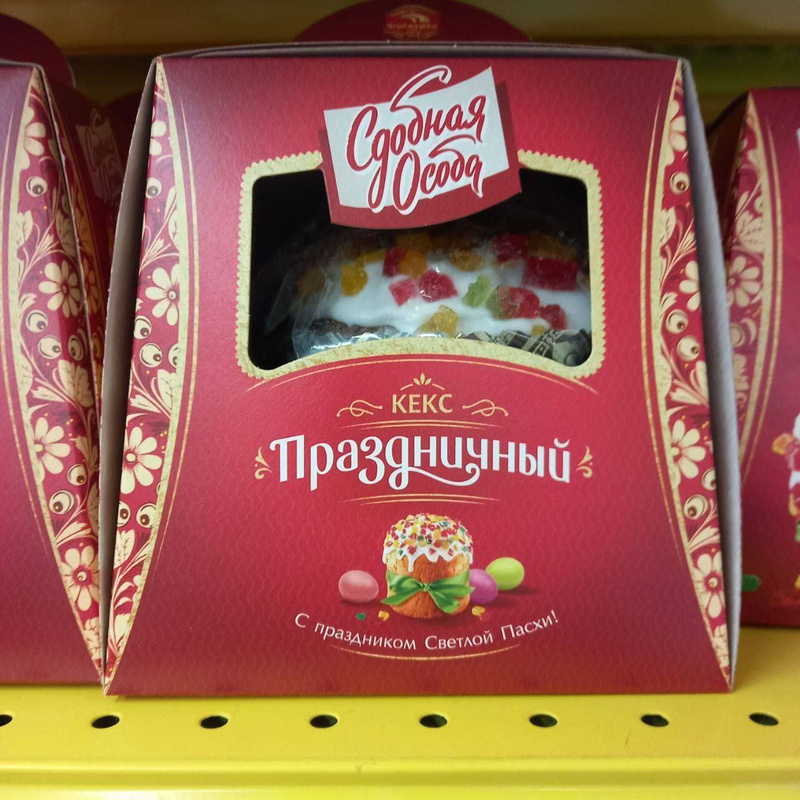 Сдобная
Особа
КЕКС
Праздничный
С праздником Светлой Пасхи!